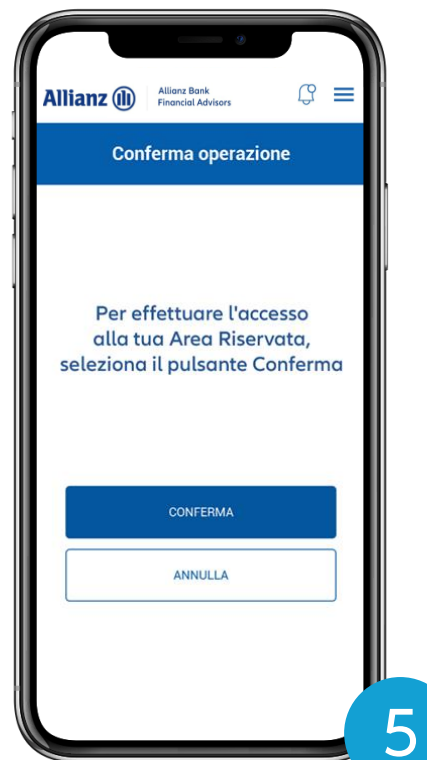 Allianz
Allianz Bank
Financial Advisors
Conferma operazione
Per effettuare l'accesso
alla tua Area Riservata,
seleziona il pulsante Conferma
CONFERMA
ANNULLA
5